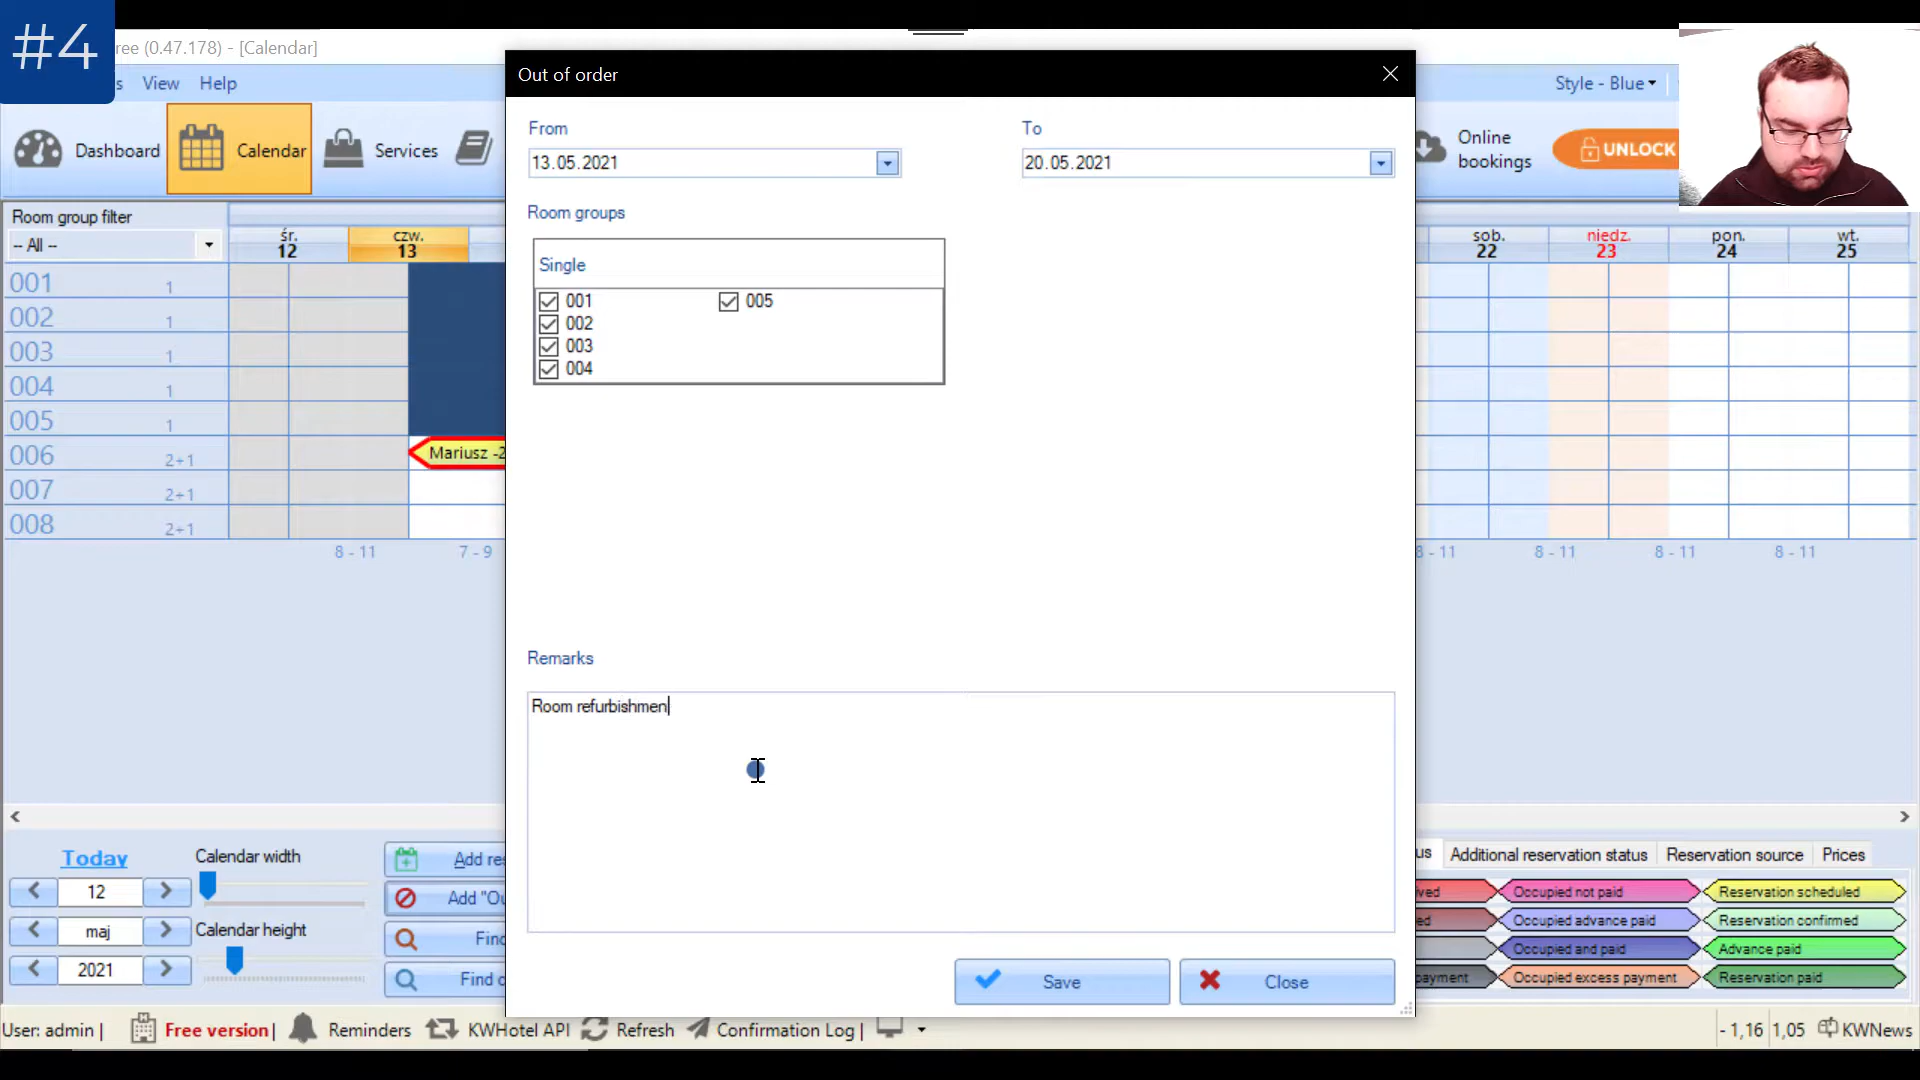 #4
ree (0.47.178) - [Calendar]
s View Help
Style - Blue
Dashboard
Calendar
Services
Online bookings
UNLOCK
Room group filter
-- All --
śr. 12
czw. 13
sob. 22
niedz. 23
pon. 24
wt. 25
001 1
002 1
003 1
004 1
005 1
006 2+1
007 2+1
008 2+1
Mariusz -2
8 - 11
7 - 9
8 - 11
8 - 11
8 - 11
8 - 11
Out of order
From
To
13.05.2021
20.05.2021
Room groups
Single
001
005
002
003
004
Remarks
Room refurbishmen
Save
Close
Today
12
maj
2021
Calendar width
Calendar height
Add res
Add "Ou
Find
Find o
us
Additional reservation status
Reservation source
Prices
ved
Occupied not paid
Reservation scheduled
ed
Occupied advance paid
Reservation confirmed
Occupied and paid
Advance paid
payment
Occupied excess payment
Reservation paid
User: admin |
Free version |
Reminders
KWHotel API
Refresh
Confirmation Log |
- 1,16
1,05
KWNews